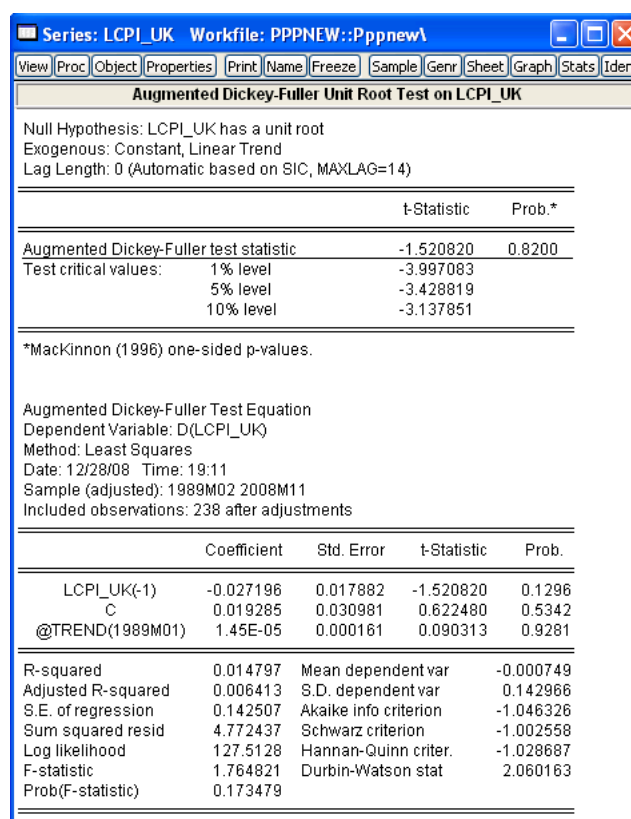 Series: LCPI_UK Workfile: PPPNEW::Pppnew\
View Proc Object Properties Print Name Freeze Sample Genr Sheet Graph Stats Iden
Augmented Dickey-Fuller Unit Root Test on LCPI_UK
Null Hypothesis: LCPI_UK has a unit root
Exogenous: Constant, Linear Trend
Lag Length: 0 (Automatic based on SIC, MAXLAG=14)
t-Statistic Prob.*
Augmented Dickey-Fuller test statistic -1.520820 0.8200
Test critical values: 1% level -3.997083
5% level -3.428819
10% level -3.137851
*MacKinnon (1996) one-sided p-values.
Augmented Dickey-Fuller Test Equation
Dependent Variable: D(LCPI_UK)
Method: Least Squares
Date: 12/28/08 Time: 19:11
Sample (adjusted): 1989M02 2008M11
Included observations: 238 after adjustments
Coefficient Std. Error t-Statistic Prob.
LCPI_UK(-1) -0.027196 0.017882 -1.520820 0.1296
C 0.019285 0.030981 0.622480 0.5342
@TREND(1989M01) 1.45E-05 0.000161 0.090313 0.9281
R-squared 0.014797 Mean dependent var -0.000749
Adjusted R-squared 0.006413 S.D. dependent var 0.142966
S.E. of regression 0.142507 Akaike info criterion -1.046326
Sum squared resid 4.772437 Schwarz criterion -1.002558
Log likelihood 127.5128 Hannan-Quinn criter. -1.028687
F-statistic 1.764821 Durbin-Watson stat 2.060163
Prob(F-statistic) 0.173479